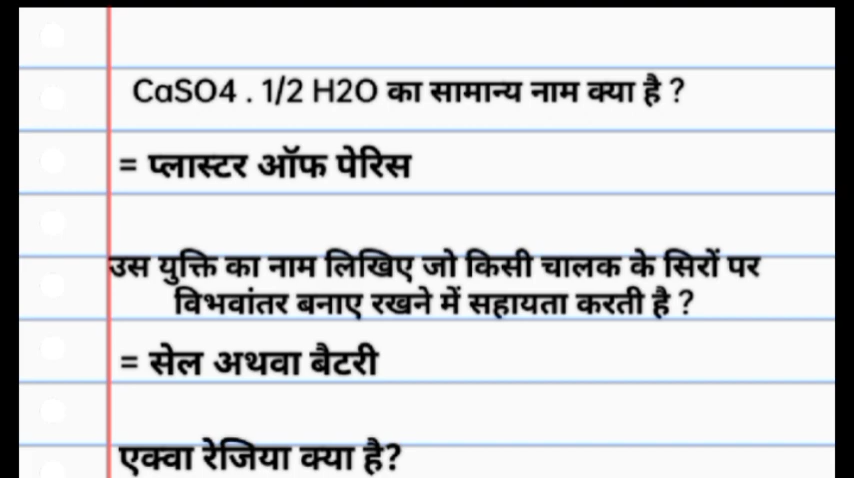 CaSO4 . 1/2 H2O का सामान्य नाम क्या है ?
= प्लास्टर ऑफ पेरिस
उस युक्ति का नाम लिखिए जो किसी चालक के सिरों पर
विभवांतर बनाए रखने में सहायता करती है ?
= सेल अथवा बैटरी
एक्वा रेजिया क्या है?